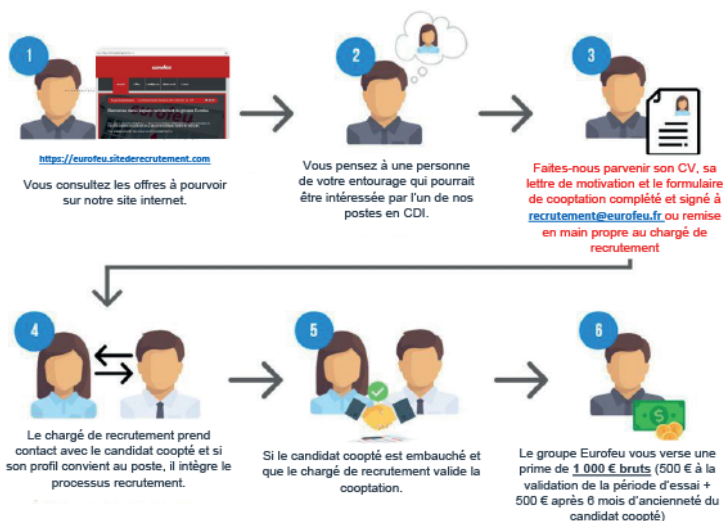 1
eurofeu
https://eurofeu.sitederecrutement.com
Vous consultez les offres à pourvoir
sur notre site internet.
2
Vous pensez à une personne
de votre entourage qui pourrait
être intéressée par l'un de nos
postes en CDI.
3
Faites-nous parvenir son CV, sa
lettre de motivation et le formulaire
de cooptation complété et signé à
recrutement@eurofeu.fr ou remise
en main propre au chargé de
recrutement
4
Le chargé de recrutement prend
contact avec le candidat coopté et si
son profil convient au poste, il intègre le
processus recrutement.
5
Si le candidat coopté est embauché et
que le chargé de recrutement valide la
cooptation.
6
Le groupe Eurofeu vous verse une
prime de 1 000 € bruts (500 € à la
validation de la période d'essai +
500 € après 6 mois d'ancienneté du
candidat coopté)